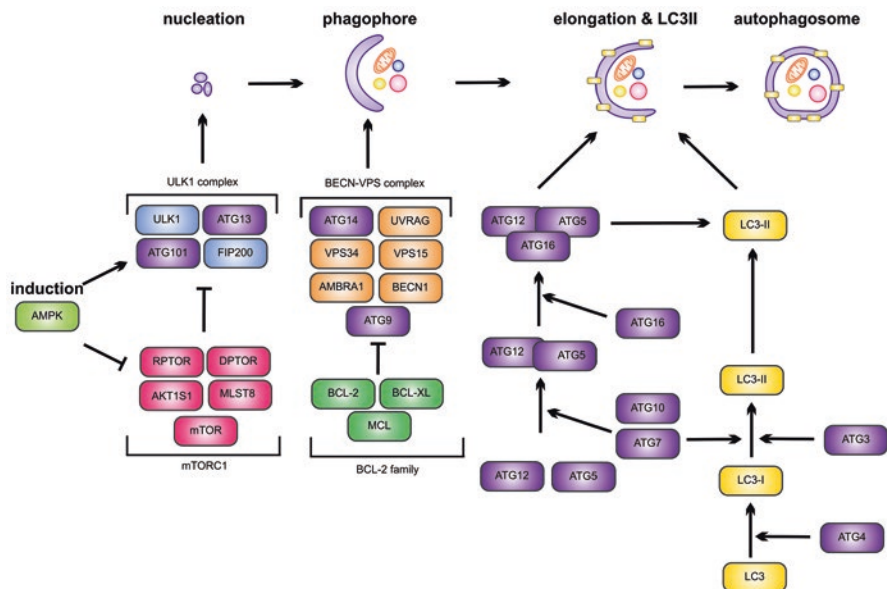 nucleation
phagophore
elongation & LC3II
autophagosome
ULK1 complex
ULK1
ATG13
ATG101
FIP200
induction
AMPK
RPTOR
DPTOR
AKT1S1
MLST8
mTOR
mTORC1
BECN-VPS complex
ATG14
UVRAG
VPS34
VPS15
AMBRA1
BECN1
ATG9
BCL-2
BCL-XL
MCL
BCL-2 family
ATG12
ATG5
ATG16
ATG16
ATG12
ATG5
ATG10
ATG7
ATG12
ATG5
LC3-II
LC3-II
ATG3
LC3-I
ATG4
LC3